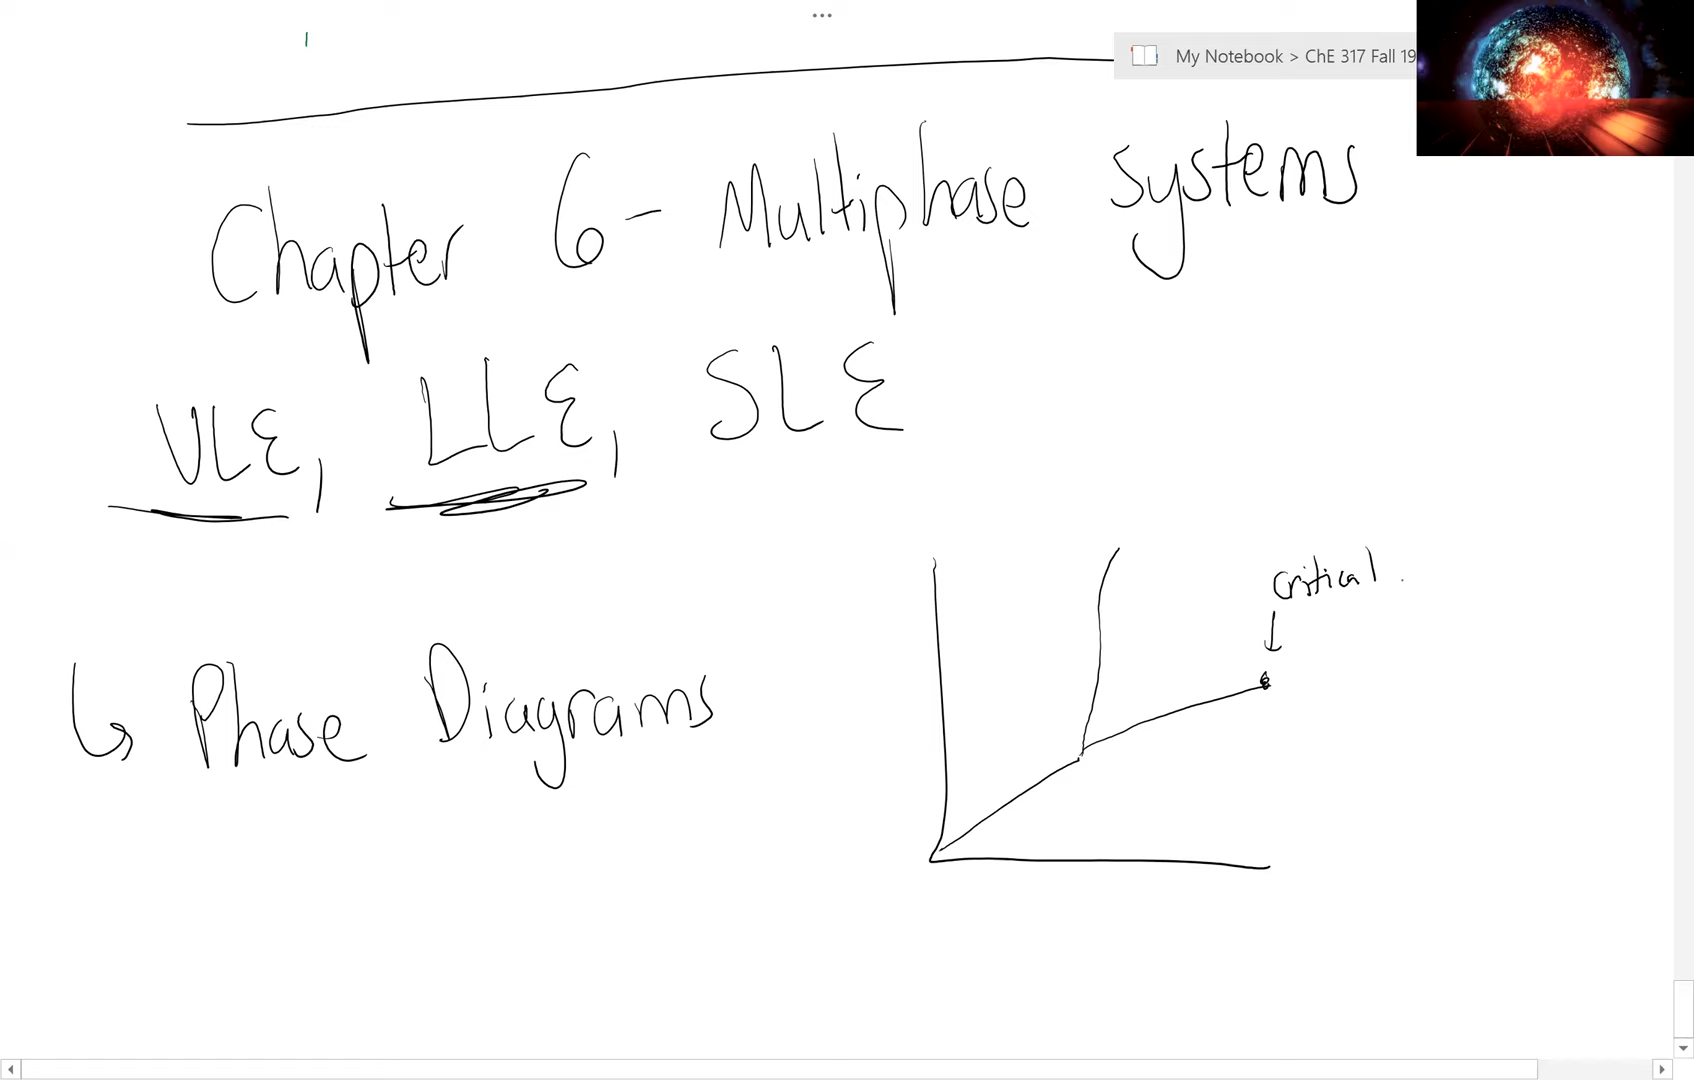 My Notebook > ChE 317 Fall 19
Chapter 6 - Multiphase systems
VLE, LLE, SLE
critical
↳ Phase Diagrams